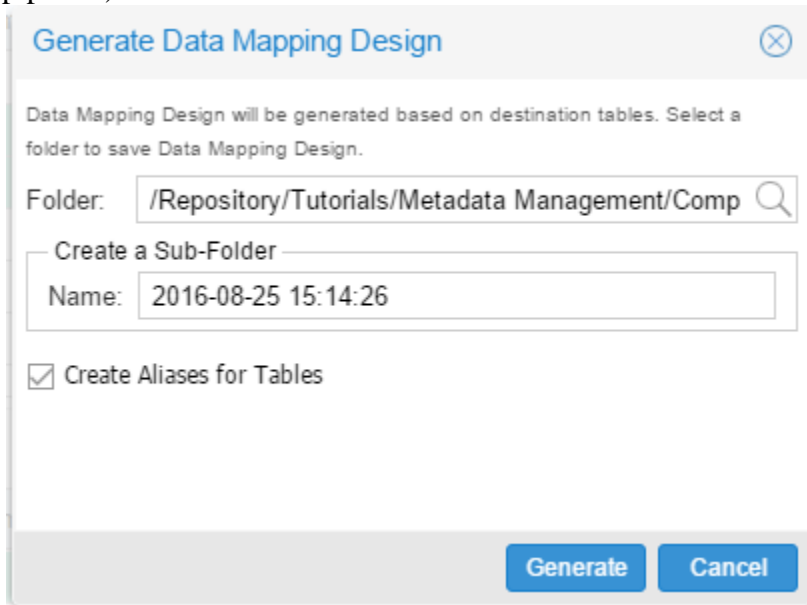 Generate Data Mapping Design
Data Mapping Design will be generated based on destination tables. Select a
folder to save Data Mapping Design.
Folder: /Repository/Tutorials/Metadata Management/Comp
Create a Sub-Folder
Name: 2016-08-25 15:14:26
Create Aliases for Tables
Generate Cancel